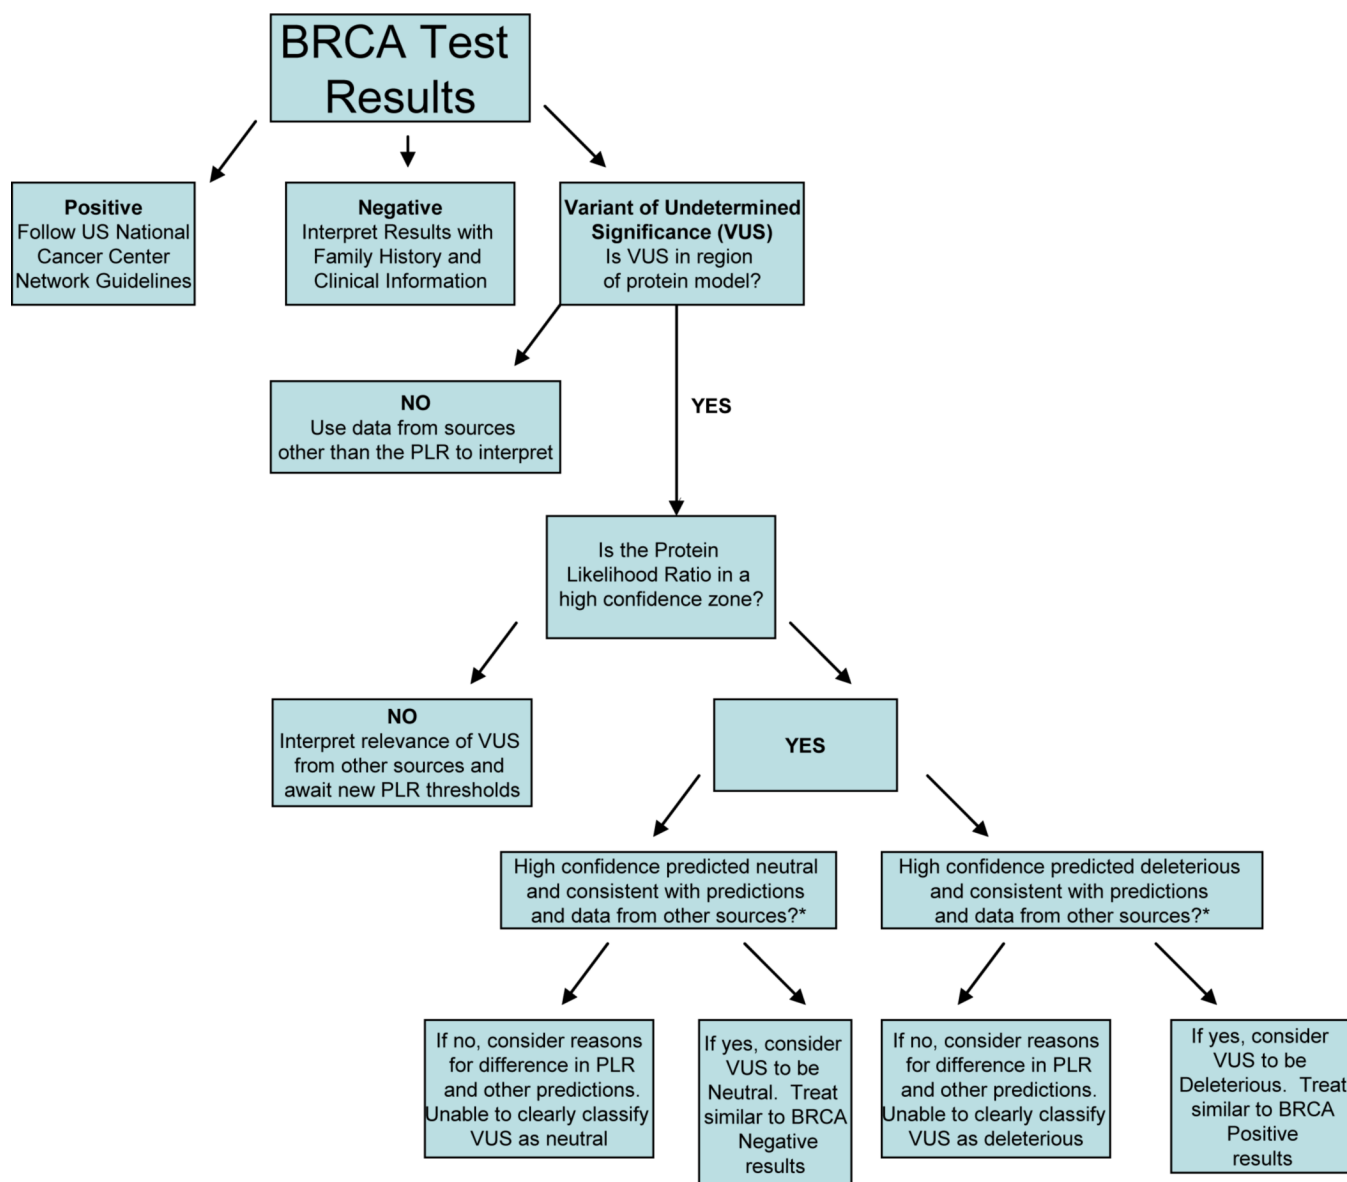 BRCA Test
Results
Positive
Follow US National
Cancer Center
Network Guidelines
Negative
Interpret Results with
Family History and
Clinical Information
Variant of Undetermined
Significance (VUS)
Is VUS in region
of protein model?
NO
Use data from sources
other than the PLR to interpret
YES
Is the Protein
Likelihood Ratio in a
high confidence zone?
NO
Interpret relevance of VUS
from other sources and
await new PLR thresholds
YES
High confidence predicted neutral
and consistent with predictions
and data from other sources?*
High confidence predicted deleterious
and consistent with predictions
and data from other sources?*
If no, consider reasons
for difference in PLR
and other predictions.
Unable to clearly classify
VUS as neutral
If yes, consider
VUS to be
Neutral. Treat
similar to BRCA
Negative
results
If no, consider reasons
for difference in PLR
and other predictions.
Unable to clearly classify
VUS as deleterious
If yes, consider
VUS to be
Deleterious. Treat
similar to BRCA
Positive
results